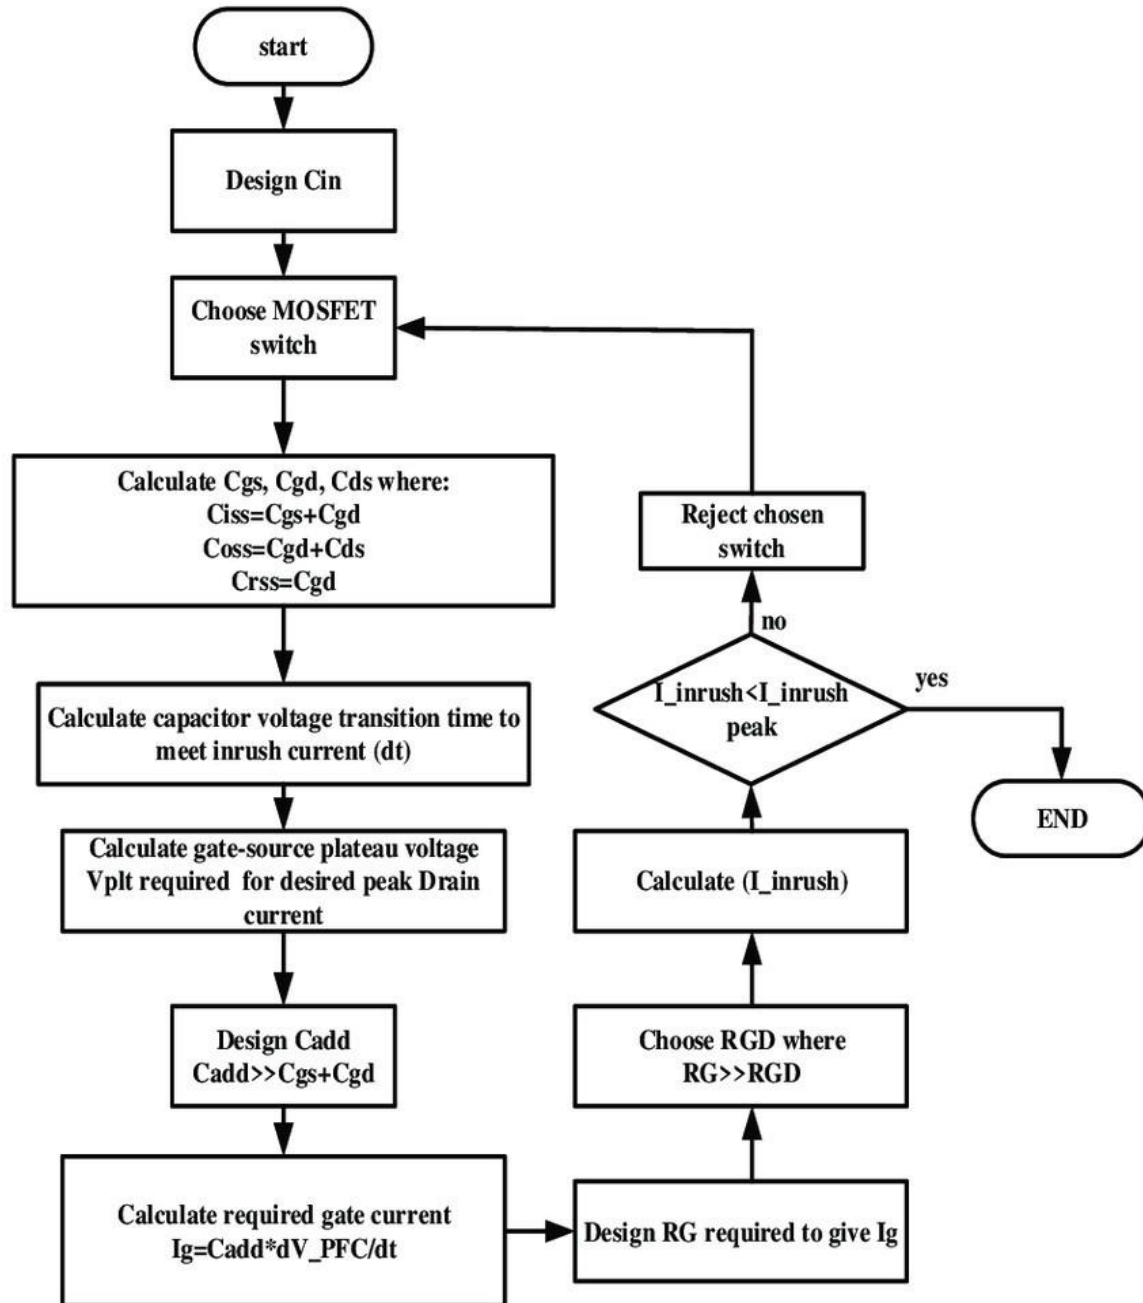 start
Design Cin
Choose MOSFET
switch
Calculate Cgs, Cgd, Cds where:
Ciss=Cgs+Cgd
Coss=Cgd+Cds
Crss=Cgd
Calculate capacitor voltage transition time to
meet inrush current (dt)
Calculate gate-source plateau voltage
Vplt required for desired peak Drain
current
Design Cadd
Cadd>>Cgs+Cgd
Calculate required gate current
Ig=Cadd*dV_PFC/dt
Design RG required to give Ig
Choose RGD where
RG>>RGD
Calculate (I_inrush)
I_inrush<I_inrush
peak
no
Reject chosen
switch
yes
END